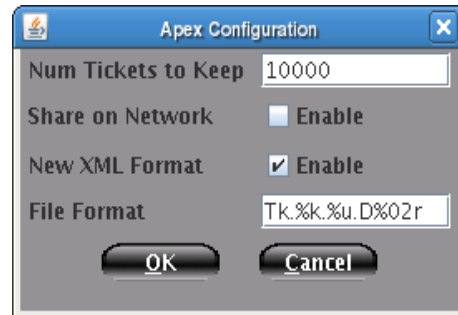 Apex Configuration
Num Tickets to Keep 10000
Share on Network Enable
New XML Format Enable
File Format Tk.%k.%u.D%02r
OK Cancel